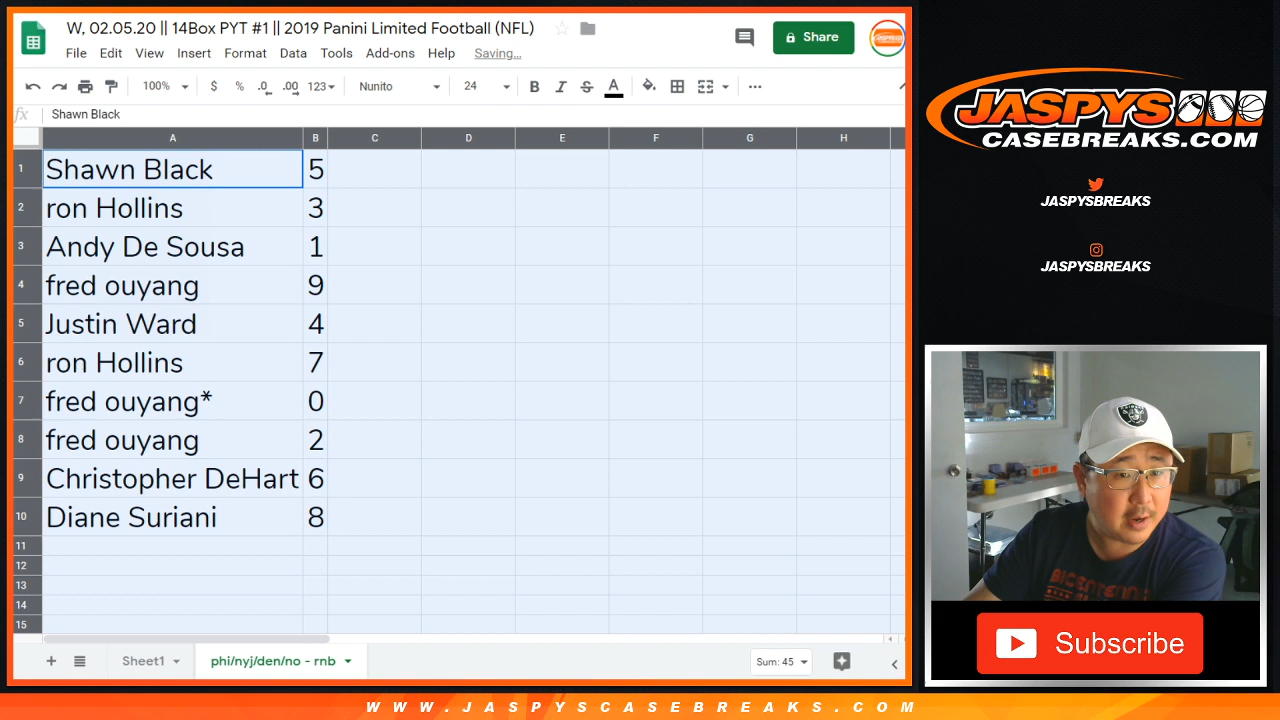 W, 02.05.20 || 14Box PYT #1 || 2019 Panini Limited Football (NFL)
File Edit View Insert Format Data Tools Add-ons Help Saving...
Share
100% $ % .0 .00 123 Nunito 24 B I S A
fx Shawn Black
A B C D E F G H
1 Shawn Black 5
2 ron Hollins 3
3 Andy De Sousa 1
4 fred ouyang 9
5 Justin Ward 4
6 ron Hollins 7
7 fred ouyang* 0
8 fred ouyang 2
9 Christopher DeHart 6
10 Diane Suriani 8
11
12
13
14
15
Sheet1 phi/nyj/den/no - rnb Sum: 45
JASPYS
CASEBREAKS.COM
JASPYSBREAKS
JASPYSBREAKS
Subscribe
WWW.JASPYSCASEBREAKS.COM